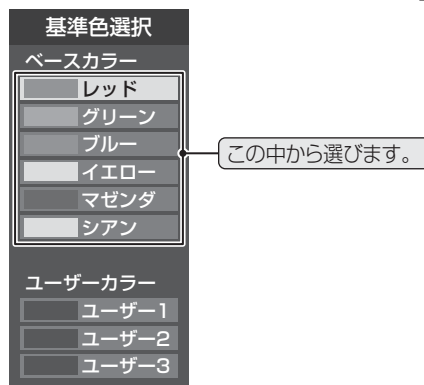 基準色選択
ベースカラー
レッド
グリーン
ブルー
イエロー
マゼンダ
シアン
この中から選びます。
ユーザーカラー
ユーザー1
ユーザー2
ユーザー3